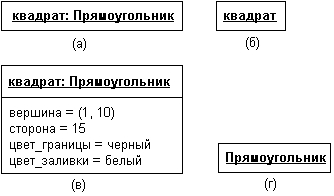 квадрат: Прямоугольник
квадрат
(а)
(б)
квадрат: Прямоугольник
вершина = (1, 10)
сторона = 15
цвет_границы = черный
цвет_заливки = белый
Прямоугольник
(в)
(г)